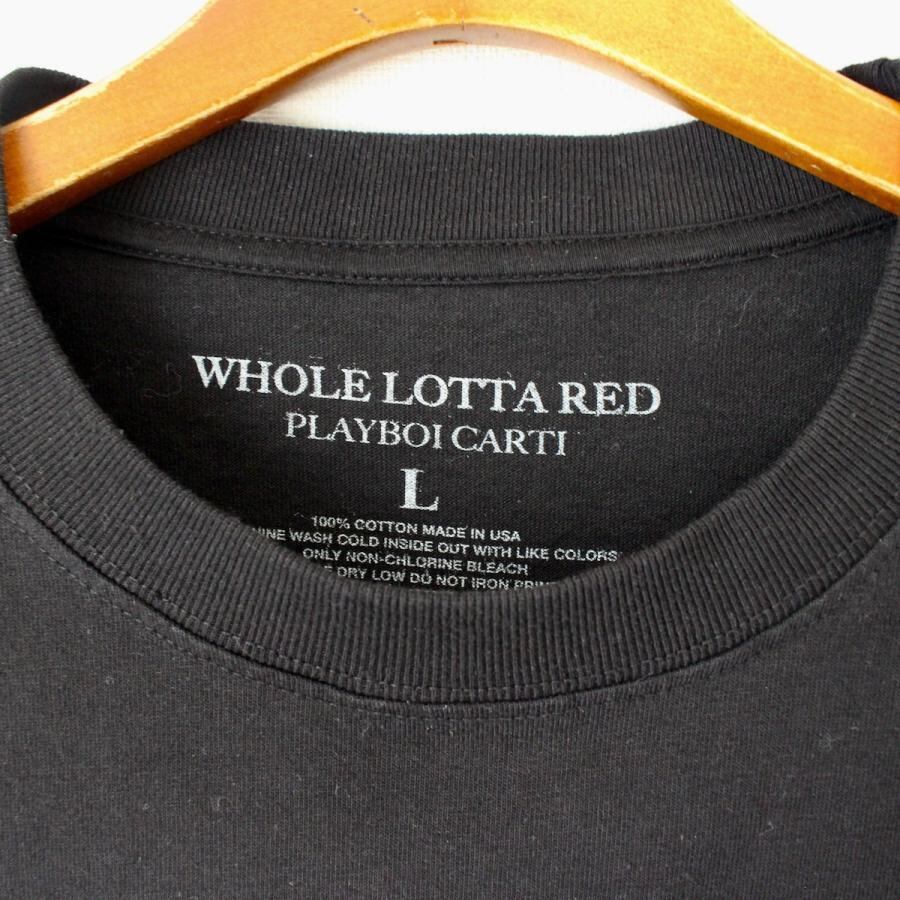 WHOLE LOTTA RED
PLAYBOI CARTI
L
100% COTTON MADE IN USA
WASH COLD INSIDE OUT WITH LIKE COLORS
ONLY NON-CHLORINE BLEACH
DRY LOW DO NOT IRON